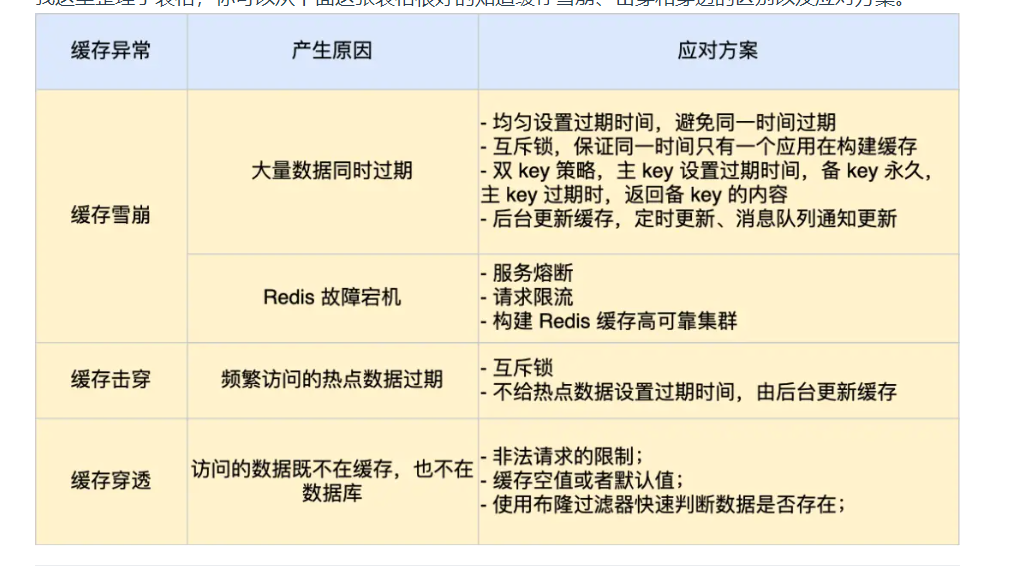 缓存异常
产生原因
应对方案
缓存雪崩
大量数据同时过期
- 均匀设置过期时间，避免同一时间过期
- 互斥锁，保证同一时间只有一个应用在构建缓存
- 双 key 策略，主 key 设置过期时间，备 key 永久，
主 key 过期时，返回备 key 的内容
- 后台更新缓存，定时更新、消息队列通知更新
Redis 故障宕机
- 服务熔断
- 请求限流
- 构建 Redis 缓存高可靠集群
缓存击穿
频繁访问的热点数据过期
- 互斥锁
- 不给热点数据设置过期时间，由后台更新缓存
缓存穿透
访问的数据既不在缓存，也不在
数据库
- 非法请求的限制；
- 缓存空值或者默认值；
- 使用布隆过滤器快速判断数据是否存在；